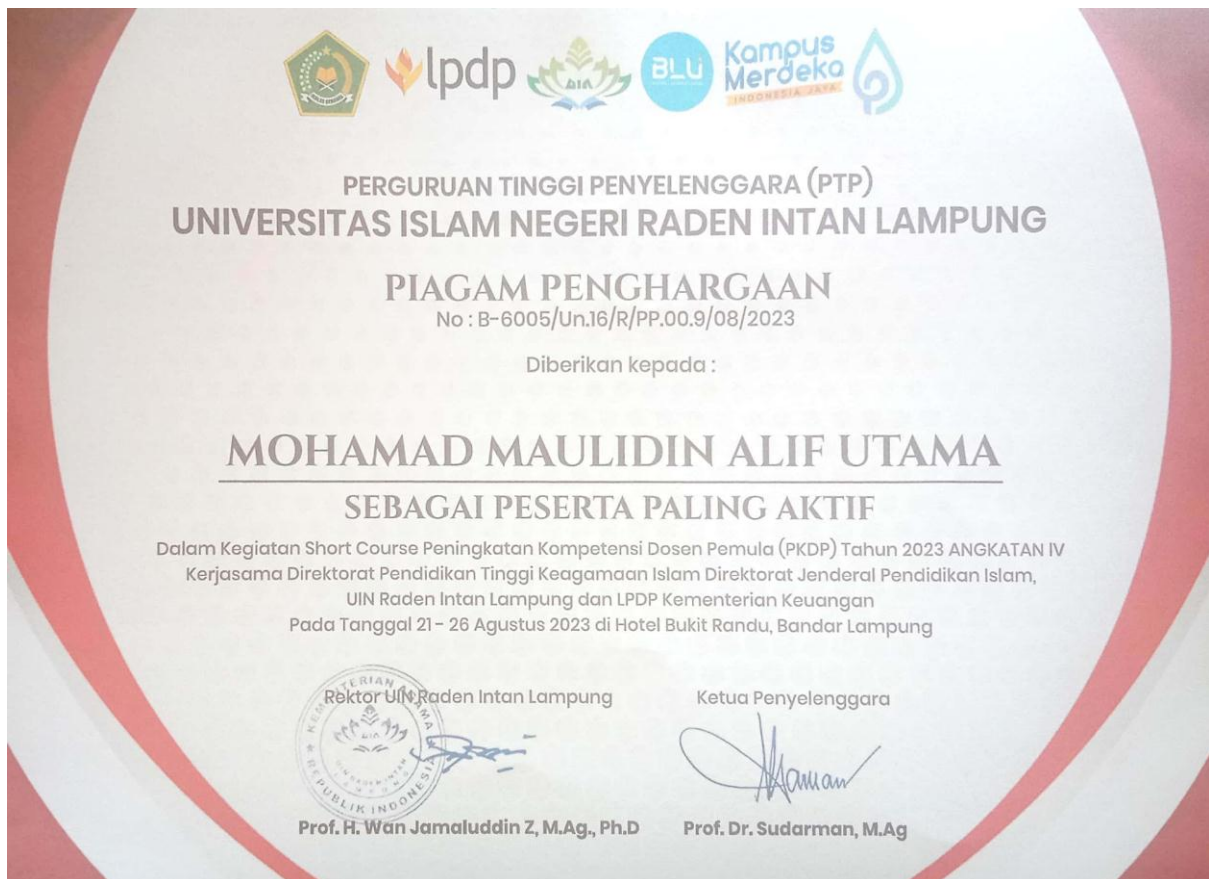 lpdp
BLU
Kampus
Merdeka
INDONESIA JAYA
PERGURUAN TINGGI PENYELENGGARA (PTP)
UNIVERSITAS ISLAM NEGERI RADEN INTAN LAMPUNG
PIAGAM PENGHARGAAN
No : B-6005/Un.16/R/PP.00.9/08/2023
Diberikan kepada :
MOHAMAD MAULIDIN ALIF UTAMA
SEBAGAI PESERTA PALING AKTIF
Dalam Kegiatan Short Course Peningkatan Kompetensi Dosen Pemula (PKDP) Tahun 2023 ANGKATAN IV
Kerjasama Direktorat Pendidikan Tinggi Keagamaan Islam Direktorat Jenderal Pendidikan Islam,
UIN Raden Intan Lampung dan LPDP Kementerian Keuangan
Pada Tanggal 21 - 26 Agustus 2023 di Hotel Bukit Randu, Bandar Lampung
Rektor UIN Raden Intan Lampung
Ketua Penyelenggara
KEMENTERIAN AGAMA
REPUBLIK INDONESIA
Prof. H. Wan Jamaluddin Z, M.Ag., Ph.D
Prof. Dr. Sudarman, M.Ag